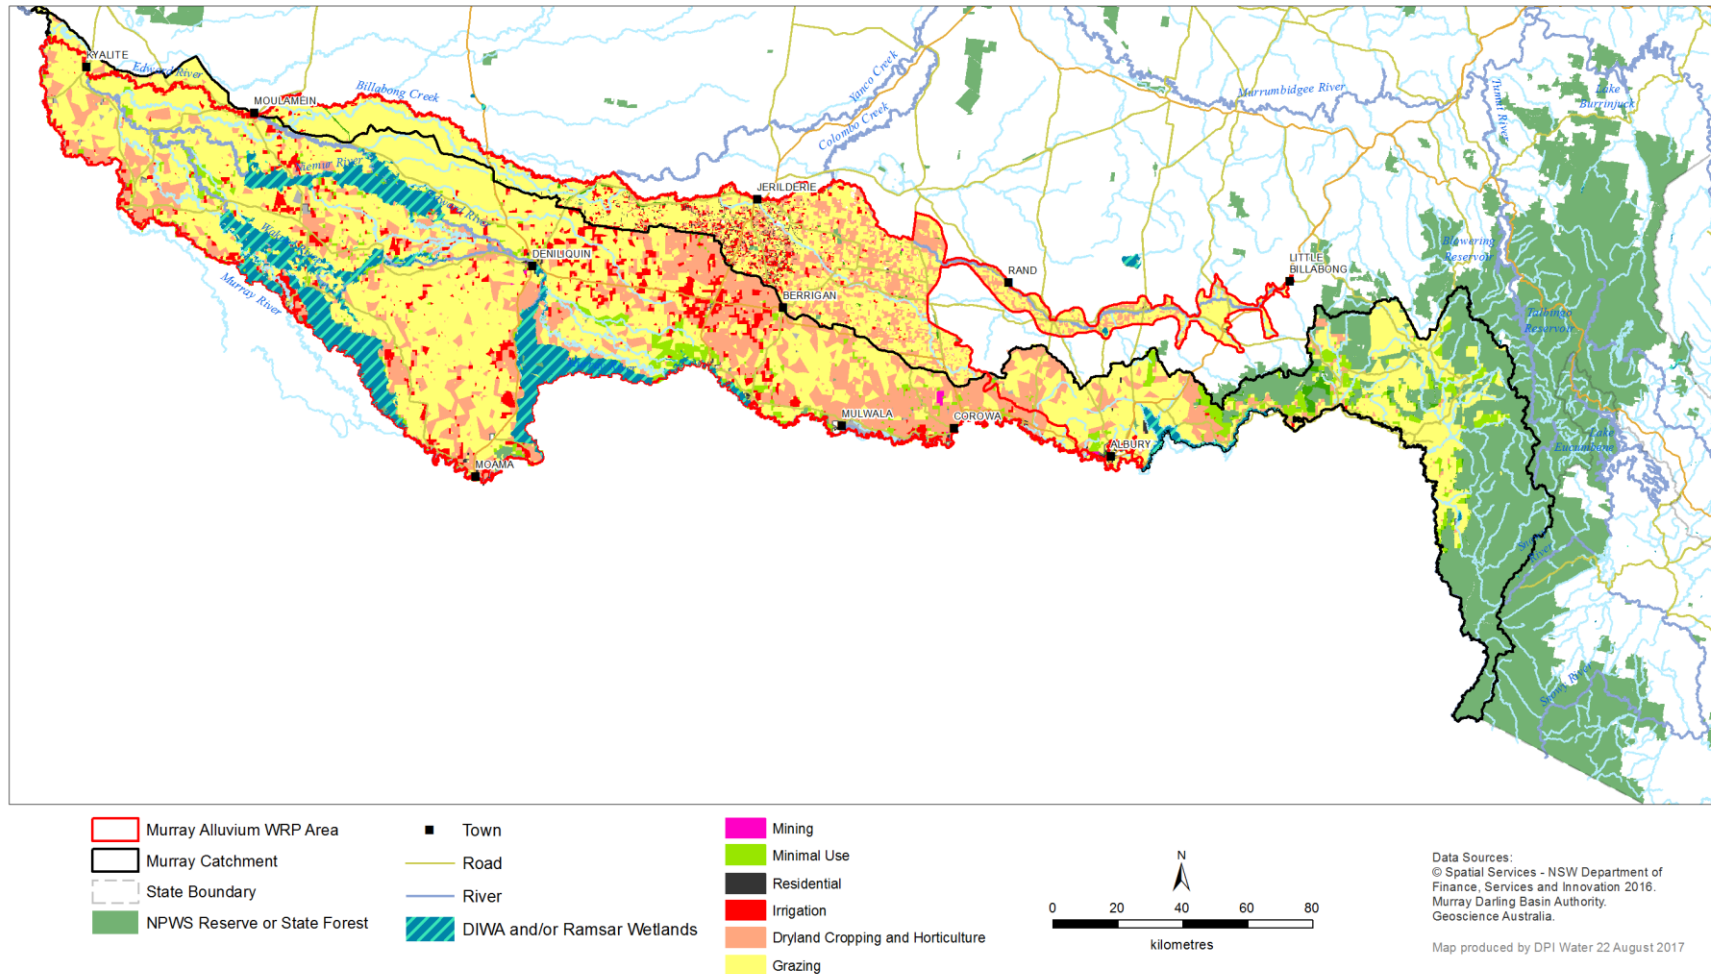 KYALITE
Edward River
MOULAMEIN
Billabong Creek
Yanco Creek
Colombo Creek
Murrumbidgee River
Tumut River
Lake
Burrinjuck
JERILDERIE
Murray River
DENILIQUIN
BERRIGAN
RAND
LITTLE
BILLABONG
Blowering
Reservoir
Talbingo
Reservoir
MULWALA
COROWA
ALBURY
MOAMA
Lake
Eucumbene
River
River
Murray Alluvium WRP Area
Murray Catchment
State Boundary
NPWS Reserve or State Forest
Town
Road
River
DIWA and/or Ramsar Wetlands
Mining
Minimal Use
Residential
Irrigation
Dryland Cropping and Horticulture
Grazing
N
0 20 40 60 80
kilometres
Data Sources:
© Spatial Services - NSW Department of
Finance, Services and Innovation 2016.
Murray Darling Basin Authority.
Geoscience Australia.
Map produced by DPI Water 22 August 2017